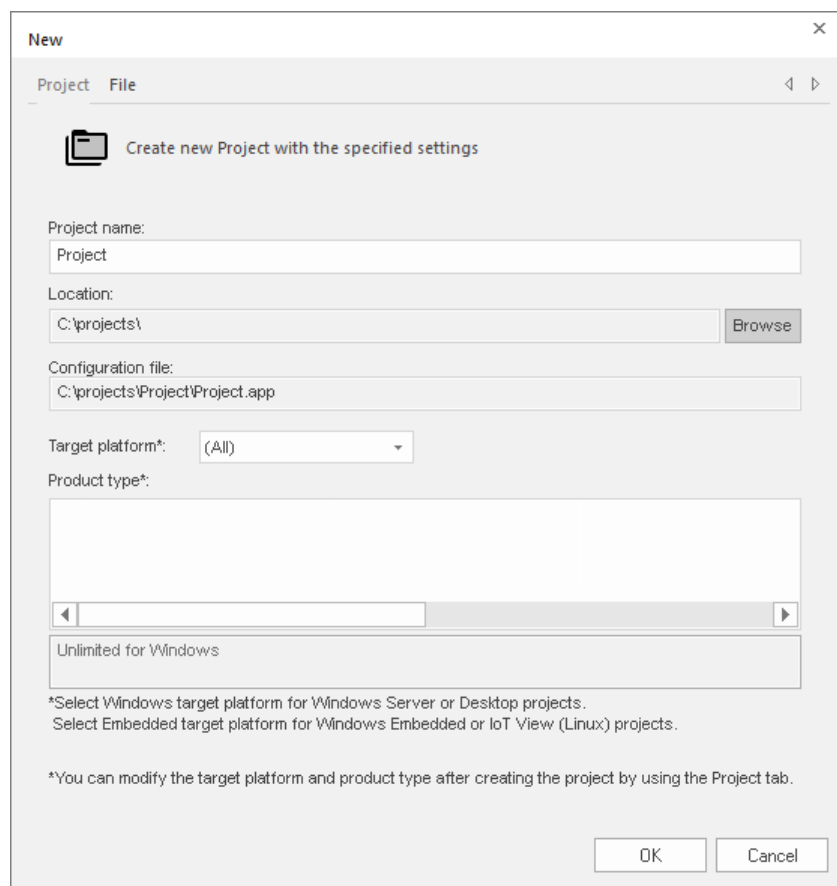 New
Project File
Create new Project with the specified settings
Project name:
Project
Location:
C:\projects\
Browse
Configuration file:
C:\projects\Project\Project.app
Target platform*:
(All)
Product type*:
Unlimited for Windows
*Select Windows target platform for Windows Server or Desktop projects.
Select Embedded target platform for Windows Embedded or IoT View (Linux) projects.
*You can modify the target platform and product type after creating the project by using the Project tab.
OK Cancel